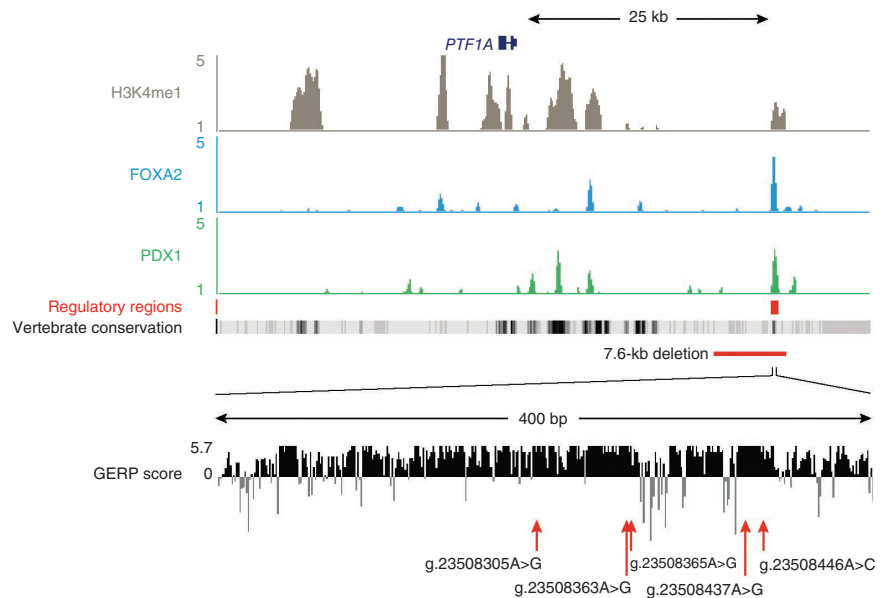 25 kb
PTF1A
5
H3K4me1
1
5
FOXA2
1
5
PDX1
1
Regulatory regions
Vertebrate conservation
7.6-kb deletion
400 bp
5.7
GERP score
0
g.23508305A>G
g.23508365A>G
g.23508446A>C
g.23508363A>G
g.23508437A>G